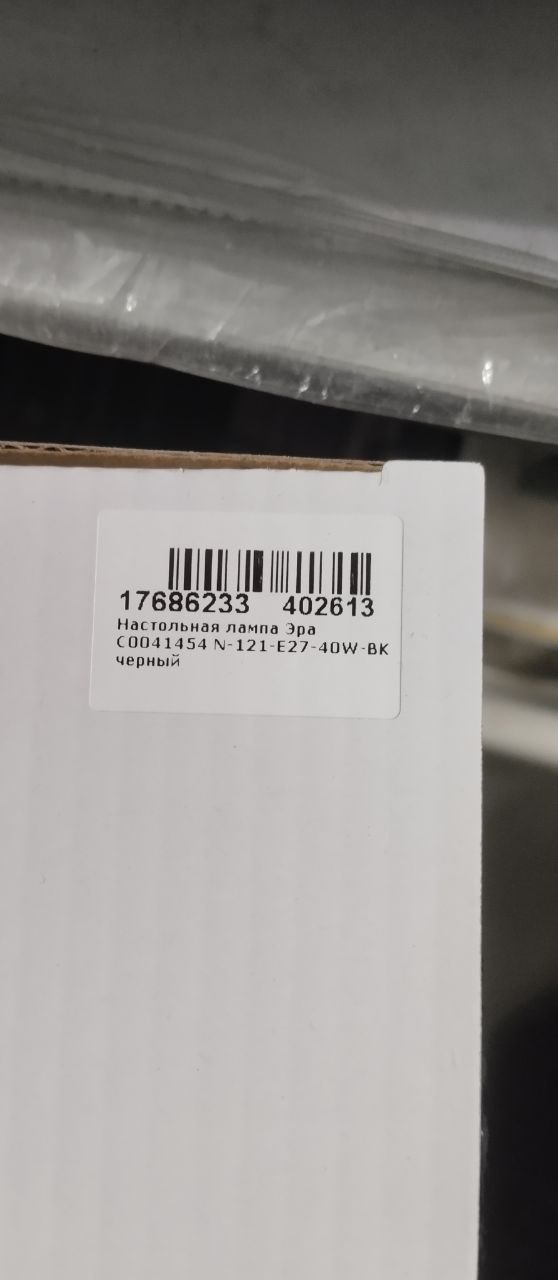 17686233 402613
Настольная лампа Эра
C0041454 N-121-E27-40W-BK
черный